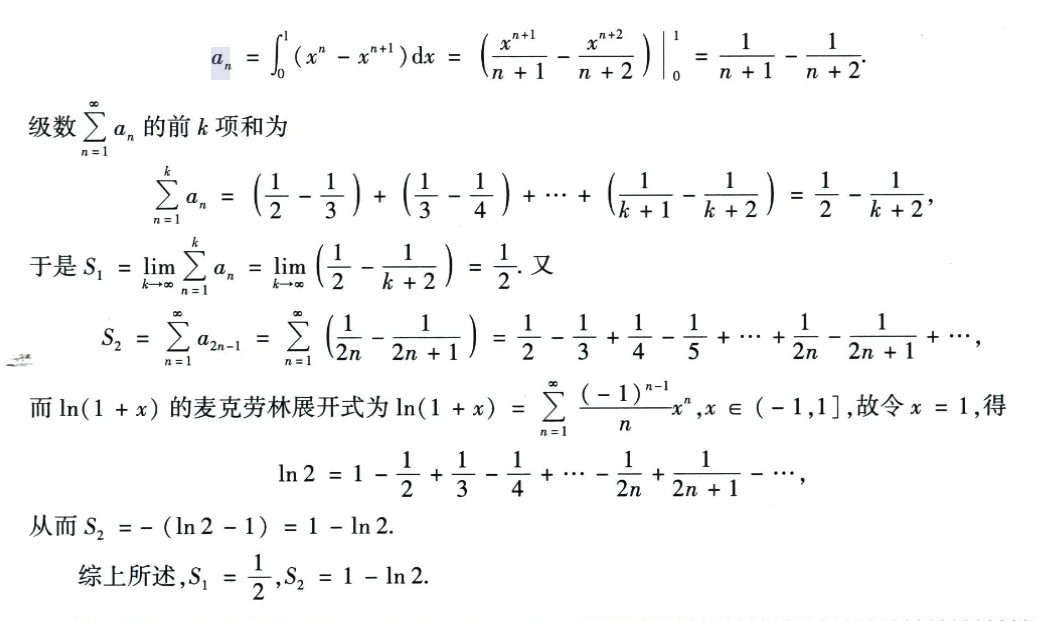 $a_n = \int_0^1 (x^n - x^{n+1}) \mathrm{d}x = \left( \frac{x^{n+1}}{n+1} - \frac{x^{n+2}}{n+2} \right) \Big|_0^1 = \frac{1}{n+1} - \frac{1}{n+2}.$
级数 $\sum_{n=1}^{\infty} a_n$ 的前 $k$ 项和为
$\sum_{n=1}^{k} a_n = \left( \frac{1}{2} - \frac{1}{3} \right) + \left( \frac{1}{3} - \frac{1}{4} \right) + \cdots + \left( \frac{1}{k+1} - \frac{1}{k+2} \right) = \frac{1}{2} - \frac{1}{k+2},$
于是 $S_1 = \lim_{k \to \infty} \sum_{n=1}^{k} a_n = \lim_{k \to \infty} \left( \frac{1}{2} - \frac{1}{k+2} \right) = \frac{1}{2}.$ 又
$S_2 = \sum_{n=1}^{\infty} a_{2n-1} = \sum_{n=1}^{\infty} \left( \frac{1}{2n} - \frac{1}{2n+1} \right) = \frac{1}{2} - \frac{1}{3} + \frac{1}{4} - \frac{1}{5} + \cdots + \frac{1}{2n} - \frac{1}{2n+1} + \cdots,$
而 $\ln(1+x)$ 的麦克劳林展开式为 $\ln(1+x) = \sum_{n=1}^{\infty} \frac{(-1)^{n-1}}{n} x^n, x \in (-1,1]$,故令 $x = 1$,得
$\ln 2 = 1 - \frac{1}{2} + \frac{1}{3} - \frac{1}{4} + \cdots - \frac{1}{2n} + \frac{1}{2n+1} - \cdots,$
从而 $S_2 = -(\ln 2 - 1) = 1 - \ln 2.$
综上所述,$S_1 = \frac{1}{2}, S_2 = 1 - \ln 2.$